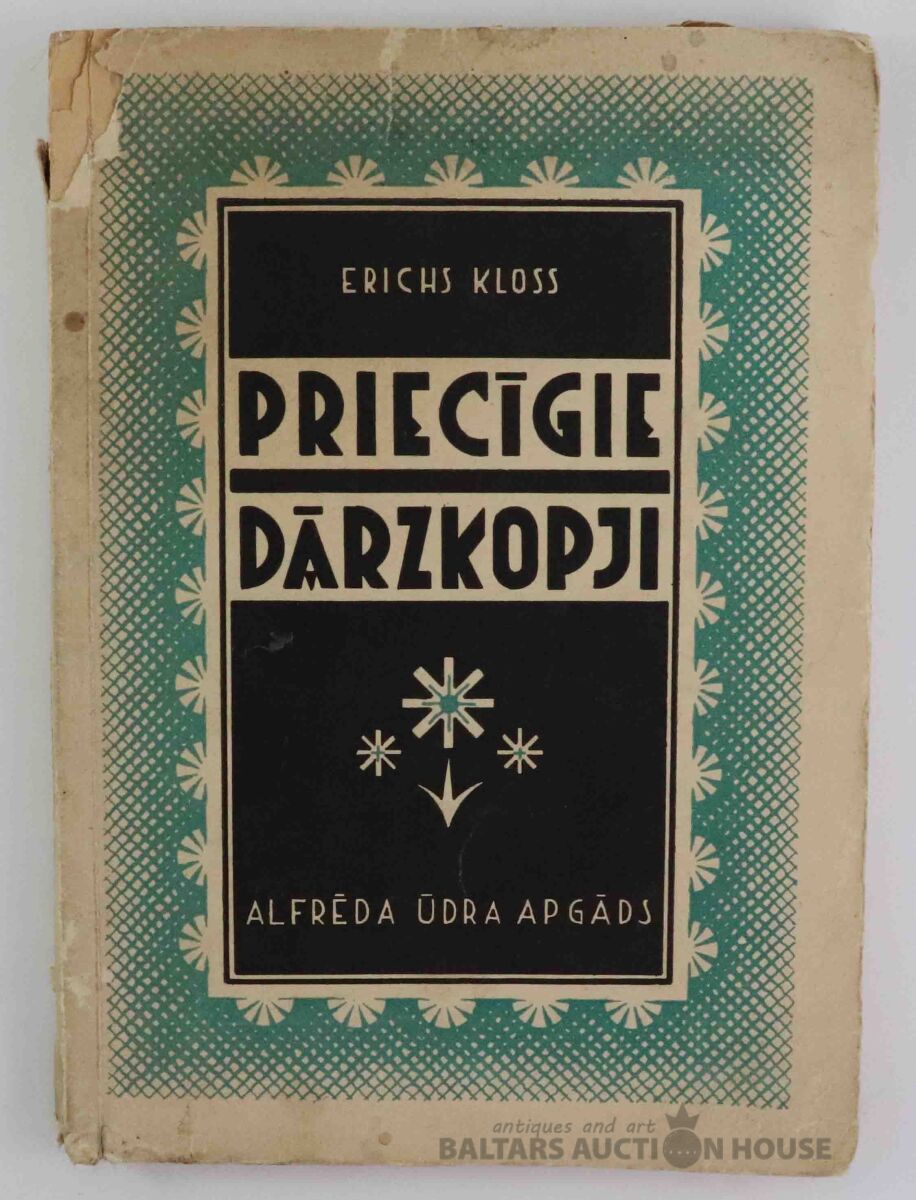 ERICHS KLOSS
PRIECĪGIE
DĀRZKOPJI
ALFRĒDA ŪDRA APGĀDS
antiques and art
BALTARS AUCTION HOUSE